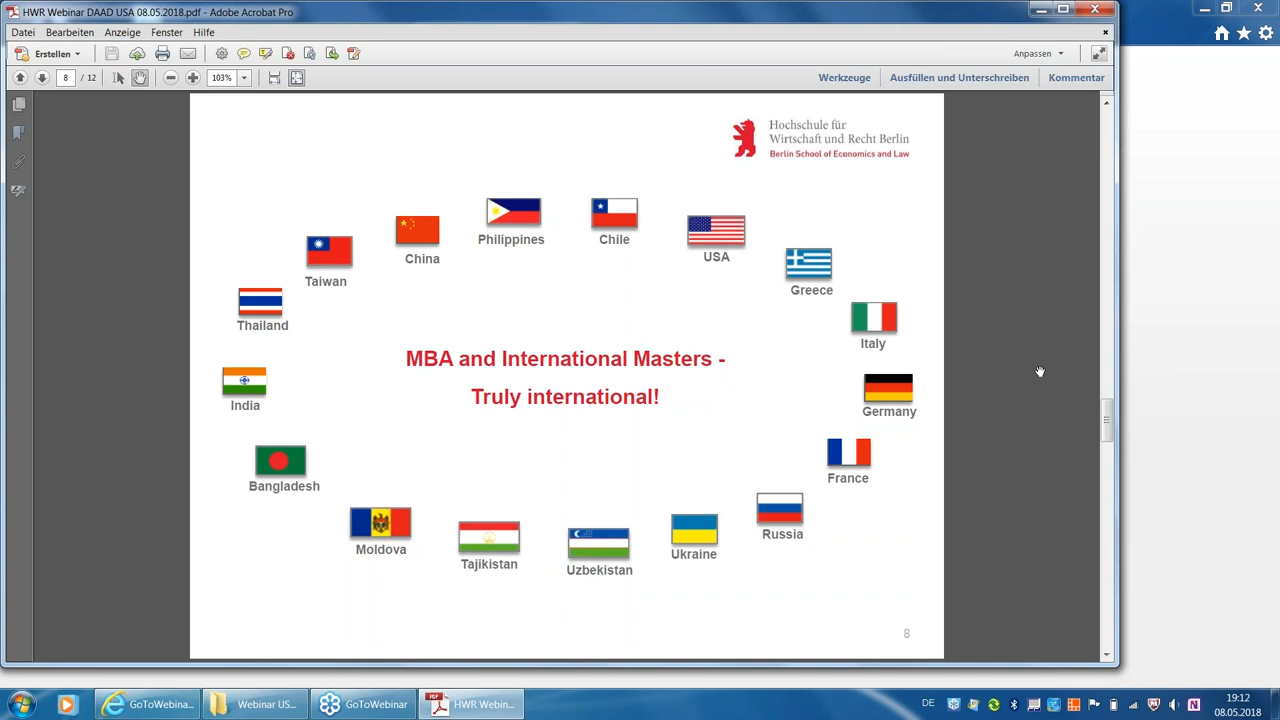 HWR Webinar DAAD USA 08.05.2018.pdf - Adobe Acrobat Pro
Datei Bearbeiten Anzeige Fenster Hilfe
Erstellen Anpassen
8 / 12 103% Werkzeuge Ausfüllen und Unterschreiben Kommentar
Hochschule für
Wirtschaft und Recht Berlin
Berlin School of Economics and Law
Philippines
Chile
China
USA
Taiwan
Greece
Thailand
Italy
MBA and International Masters -
Truly international!
India
Germany
Bangladesh
France
Moldova
Tajikistan
Uzbekistan
Ukraine
Russia
8
GoToWebina... Webinar US... GoToWebinar HWR Webin... DE 19:12
08.05.2018